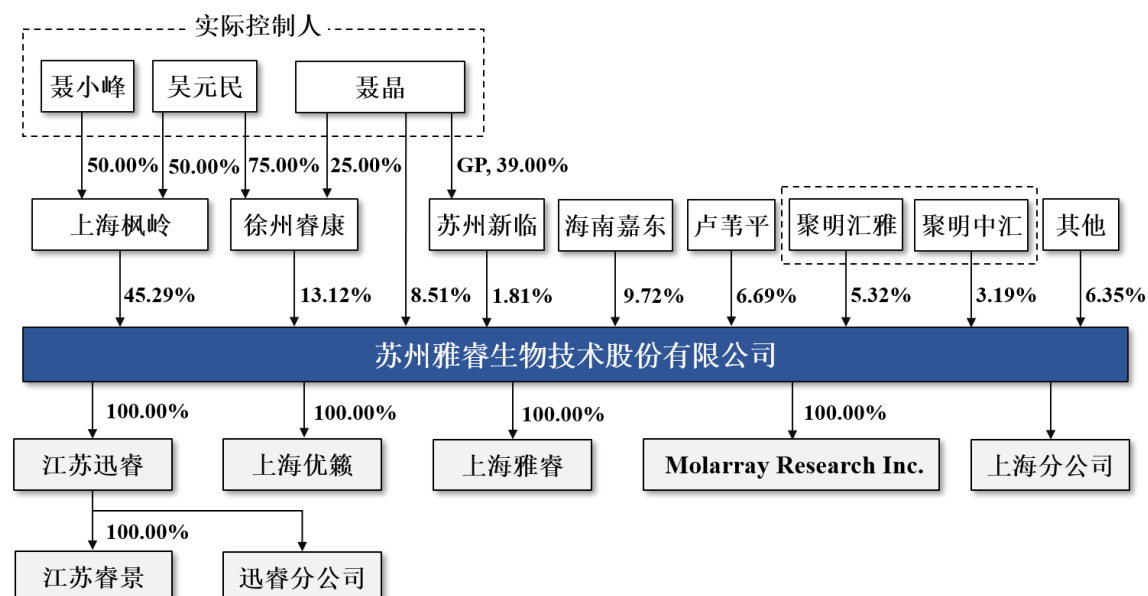 实际控制人
聂小峰
吴元民
聂晶
50.00%
50.00%
75.00%
25.00%
GP, 39.00%
上海枫岭
徐州睿康
苏州新临
海南嘉东
卢苇平
聚明汇雅
聚明中汇
其他
45.29%
13.12%
8.51%
1.81%
9.72%
6.69%
5.32%
3.19%
6.35%
苏州雅睿生物技术股份有限公司
100.00%
100.00%
100.00%
100.00%
江苏迅睿
上海优籁
上海雅睿
Molarray Research Inc.
上海分公司
100.00%
江苏睿景
迅睿分公司